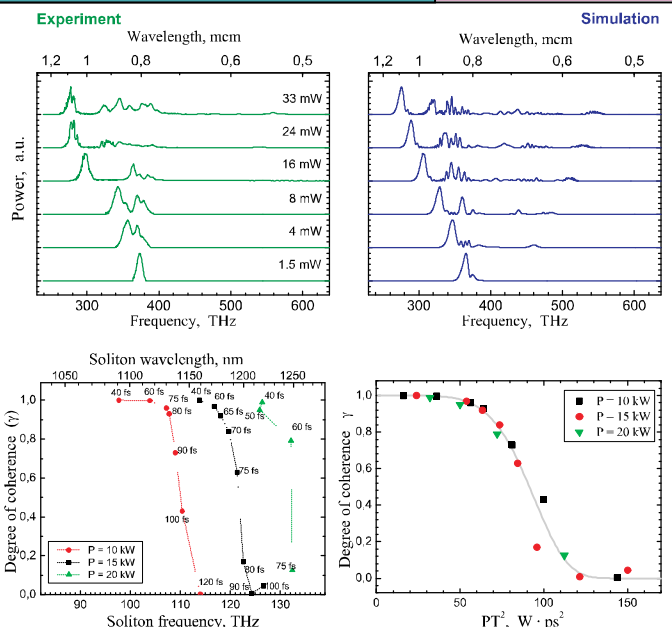 Experiment
Simulation
Wavelength, mcm
Wavelength, mcm
1,2 1 0,8 0,6 0,5
1,2 1 0,8 0,6 0,5
Power, a.u.
33 mW
24 mW
16 mW
8 mW
4 mW
1.5 mW
300 400 500 600
300 400 500 600
Frequency, THz
Frequency, THz
Soliton wavclength, nm
1050 1100 1150 1200 1250
40 fs
60 fs
75 fs
80 fs
90 fs
100 fs
120 fs
40 fs
60 fs
65 fs
70 fs
75 fs
80 fs
90 fs
100 fs
40 fs
50 fs
60 fs
75 fs
Degree of coherence (γ)
1,0
0,8
0,6
0,4
0,2
0,0
P = 10 kW
P = 15 kW
P = 20 kW
90 100 110 120 130
Soliton frequency, THz
Degree of coherence γ
1,0
0,8
0,6
0,4
0,2
0,0
P = 10 kW
P = 15 kW
P = 20 kW
0 50 100 150
PT², W · ps²